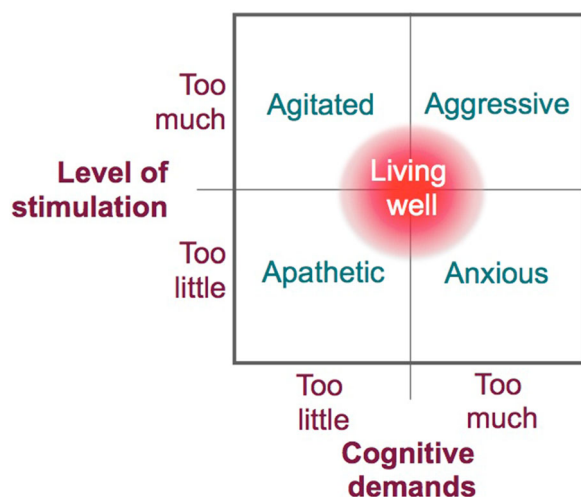 Too
much
Agitated
Aggressive
Level of
stimulation
Living
well
Too
little
Apathetic
Anxious
Too
little
Too
much
Cognitive
demands